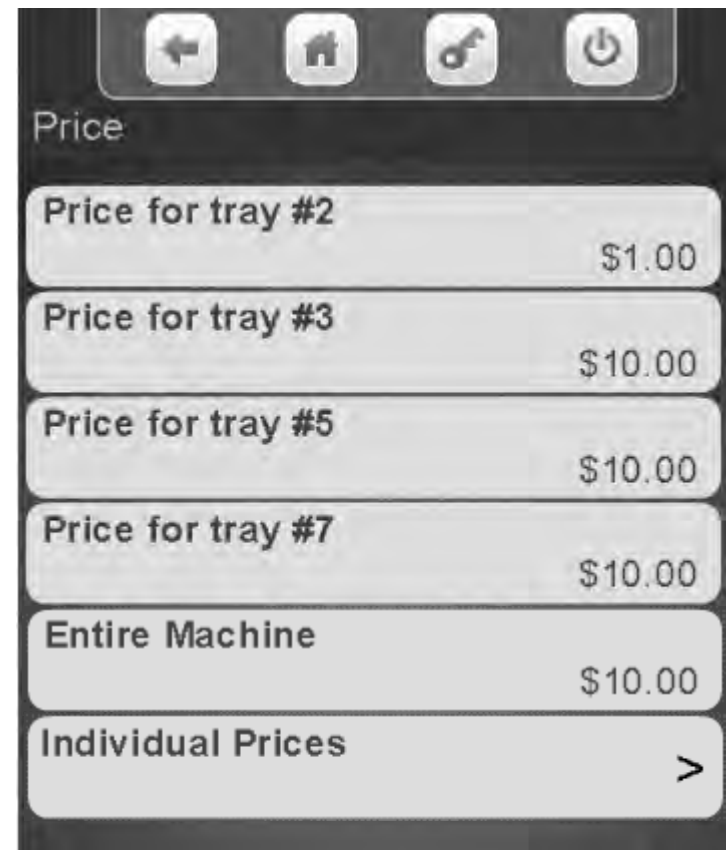 Price
Price for tray #2
$1.00
Price for tray #3
$10.00
Price for tray #5
$10.00
Price for tray #7
$10.00
Entire Machine
$10.00
Individual Prices
>